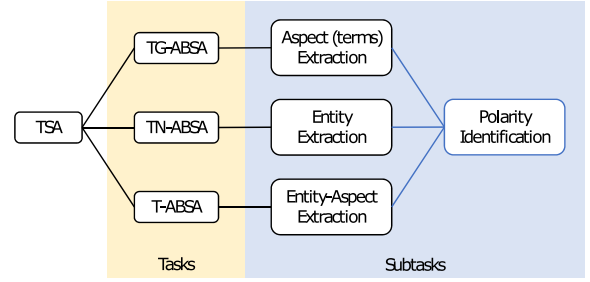 TSA
TG-ABSA
TN-ABSA
T-ABSA
Aspect (terms)
Extraction
Entity
Extraction
Entity-Aspect
Extraction
Polarity
Identification
Tasks
Subtasks